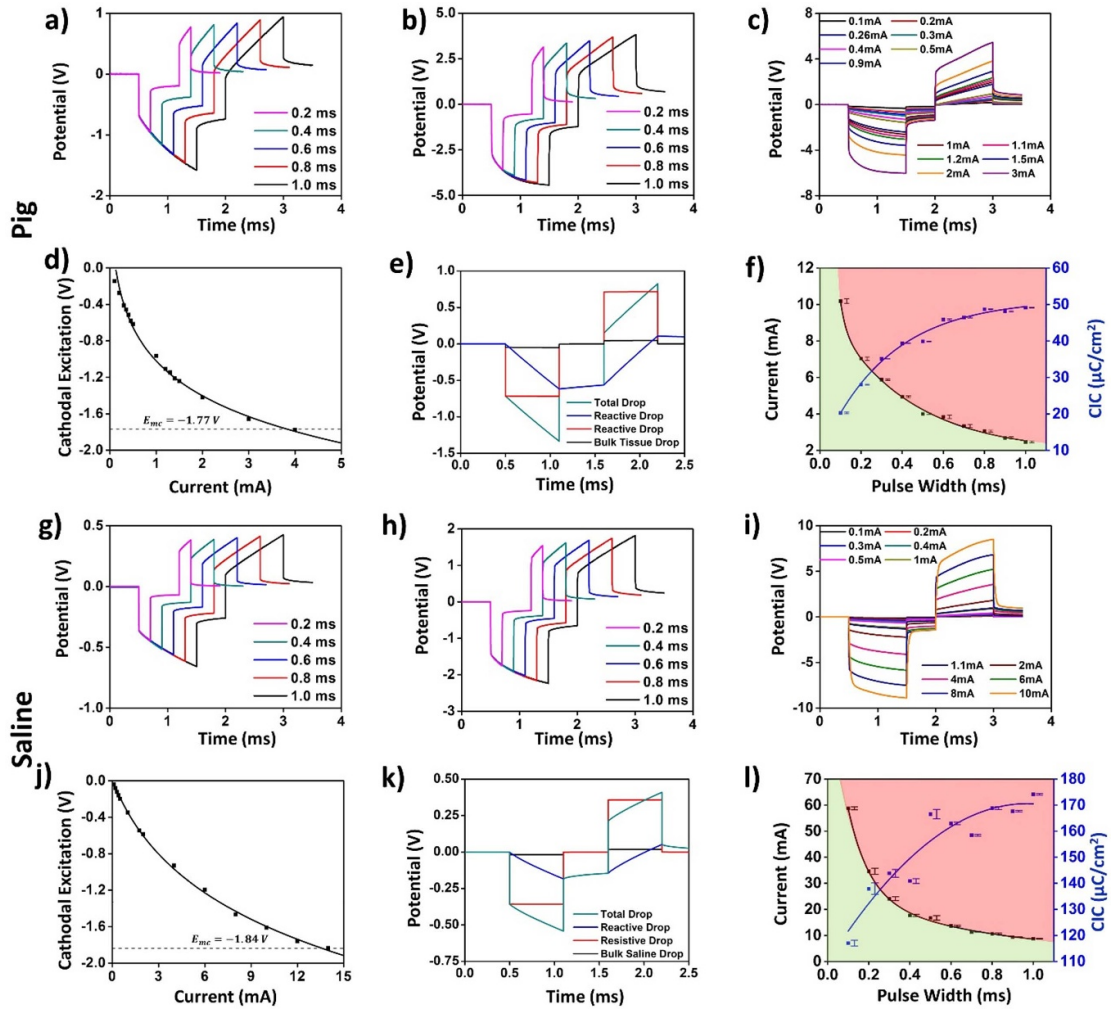 Pig
a)
Potential (V)
1
0
-1
-2
0 1 2 3 4
Time (ms)
0.2 ms
0.4 ms
0.6 ms
0.8 ms
1.0 ms
b)
Potential (V)
5.0
2.5
0.0
-2.5
-5.0
0 1 2 3 4
Time (ms)
0.2 ms
0.4 ms
0.6 ms
0.8 ms
1.0 ms
c)
Potential (V)
8
4
0
-4
-8
0 1 2 3 4
Time (ms)
0.1mA 0.2mA
0.26mA 0.3mA
0.4mA 0.5mA
0.9mA
1mA 1.1mA
1.2mA 1.5mA
2mA 3mA
d)
Cathodal Excitation (V)
0.0
-0.4
-0.8
-1.2
-1.6
-2.0
0 1 2 3 4 5
Current (mA)
Emc = −1.77 V
e)
Potential (V)
1.0
0.5
0.0
-0.5
-1.0
-1.5
0.0 0.5 1.0 1.5 2.0 2.5
Time (ms)
Total Drop
Reactive Drop
Reactive Drop
Bulk Tissue Drop
f)
Current (mA)
12
10
8
6
4
2
0.0 0.2 0.4 0.6 0.8 1.0
Pulse Width (ms)
60
50
40
30
20
10
CIC (μC/cm²)
Saline
g)
Potential (V)
0.5
0.0
-0.5
-1.0
0 1 2 3 4
Time (ms)
0.2 ms
0.4 ms
0.6 ms
0.8 ms
1.0 ms
h)
Potential (V)
2
1
0
-1
-2
-3
0 1 2 3 4
Time (ms)
0.2 ms
0.4 ms
0.6 ms
0.8 ms
1.0 ms
i)
Potential (V)
10
5
0
-5
-10
0 1 2 3 4
Time (ms)
0.1mA 0.2mA
0.3mA 0.4mA
0.5mA 1mA
1.1mA 2mA
4mA 6mA
8mA 10mA
j)
Cathodal Excitation (V)
0.0
-0.4
-0.8
-1.2
-1.6
-2.0
0 3 6 9 12 15
Current (mA)
Emc = −1.84 V
k)
Potential (V)
0.50
0.25
0.00
-0.25
-0.50
-0.75
0.0 0.5 1.0 1.5 2.0 2.5
Time (ms)
Total Drop
Reactive Drop
Resistive Drop
Bulk Saline Drop
l)
Current (mA)
70
60
50
40
30
20
10
0
0.0 0.2 0.4 0.6 0.8 1.0
Pulse Width (ms)
180
170
160
150
140
130
120
110
CIC (μC/cm²)